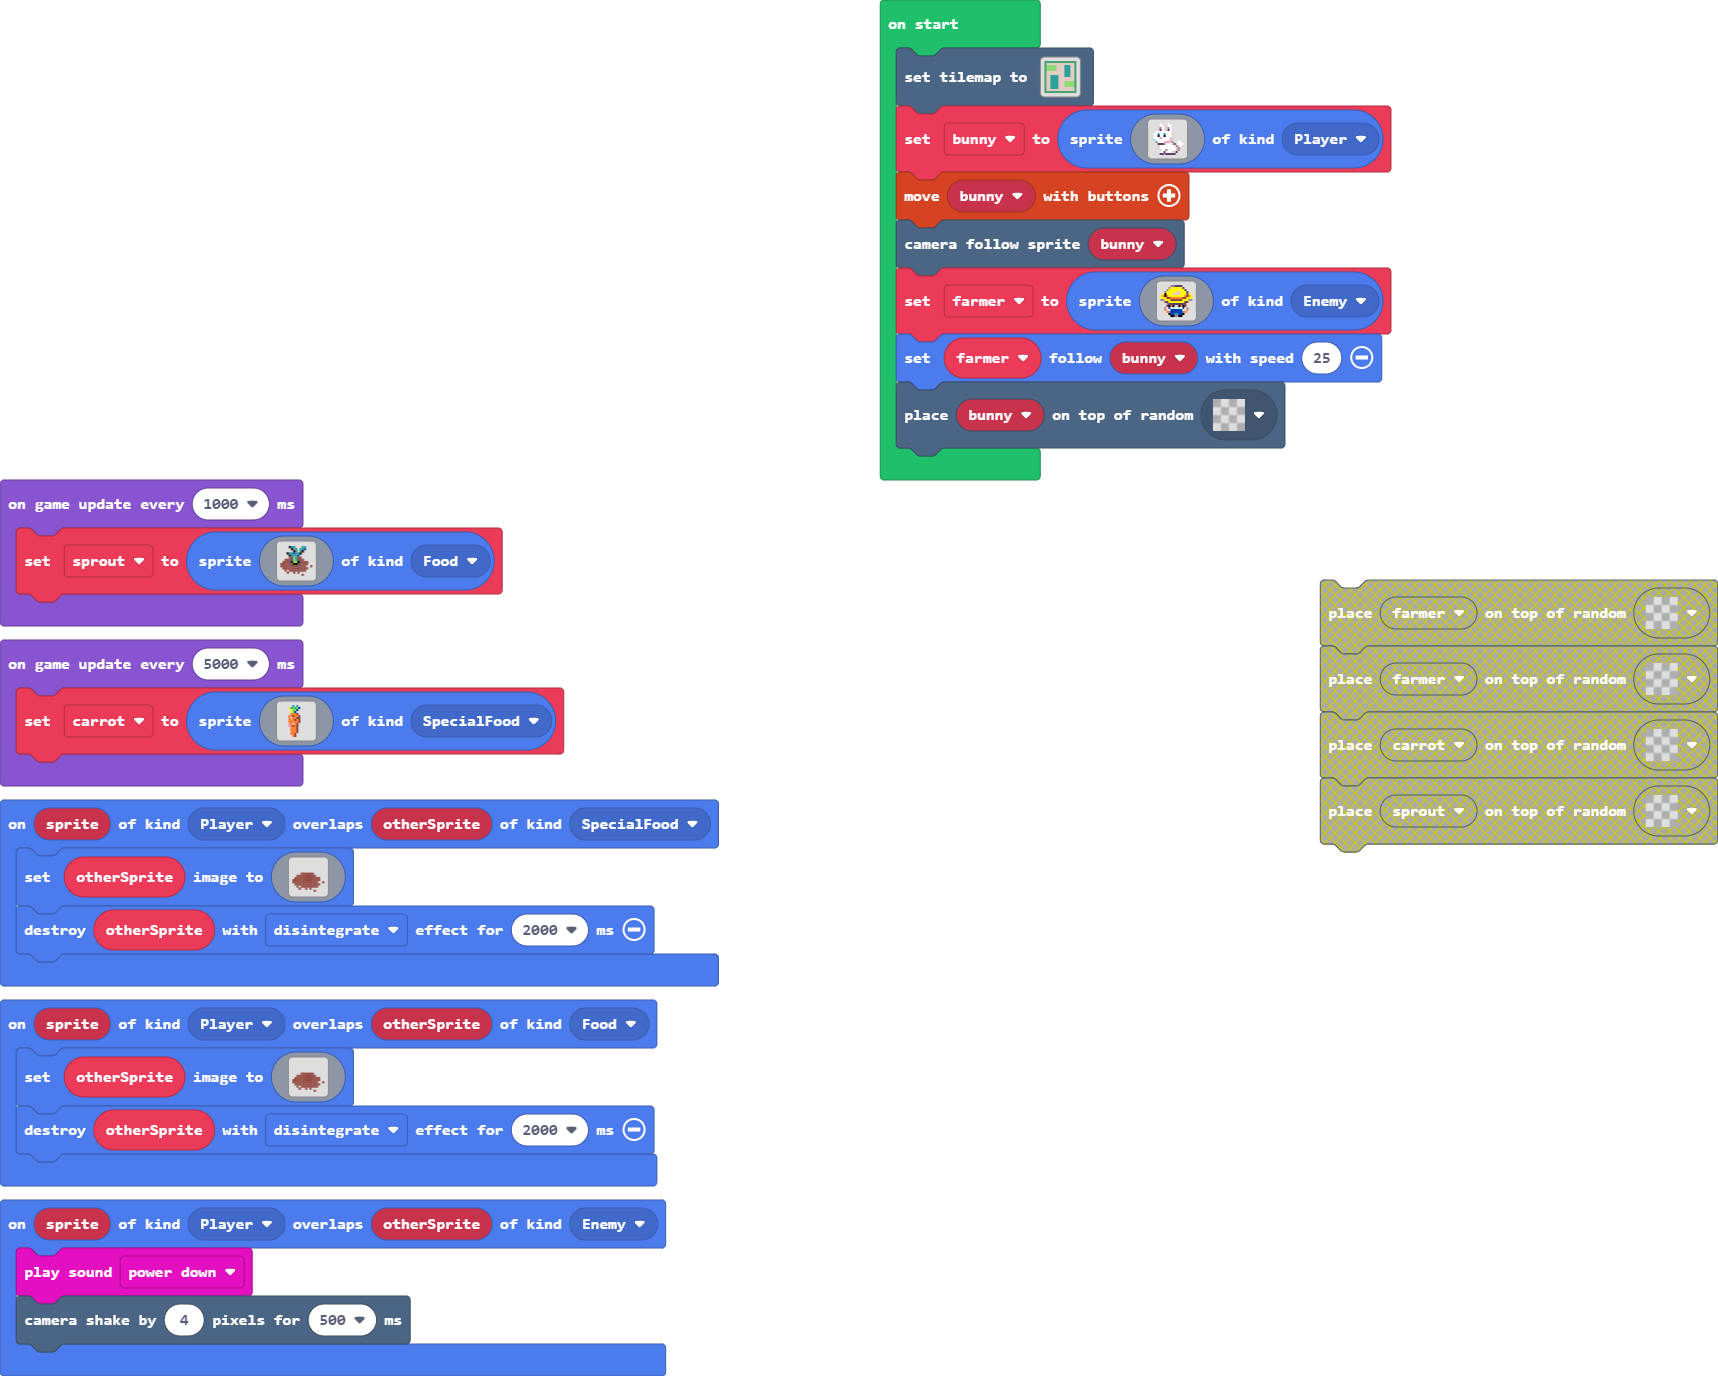 on start
set tilemap to
set bunny to sprite of kind Player
move bunny with buttons
camera follow sprite bunny
set farmer to sprite of kind Enemy
set farmer follow bunny with speed 25
place bunny on top of random
on game update every 1000 ms
set sprout to sprite of kind Food
on game update every 5000 ms
set carrot to sprite of kind SpecialFood
on sprite of kind Player overlaps otherSprite of kind SpecialFood
set otherSprite image to
destroy otherSprite with disintegrate effect for 2000 ms
on sprite of kind Player overlaps otherSprite of kind Food
set otherSprite image to
destroy otherSprite with disintegrate effect for 2000 ms
on sprite of kind Player overlaps otherSprite of kind Enemy
play sound power down
camera shake by 4 pixels for 500 ms
place farmer on top of random
place farmer on top of random
place carrot on top of random
place sprout on top of random